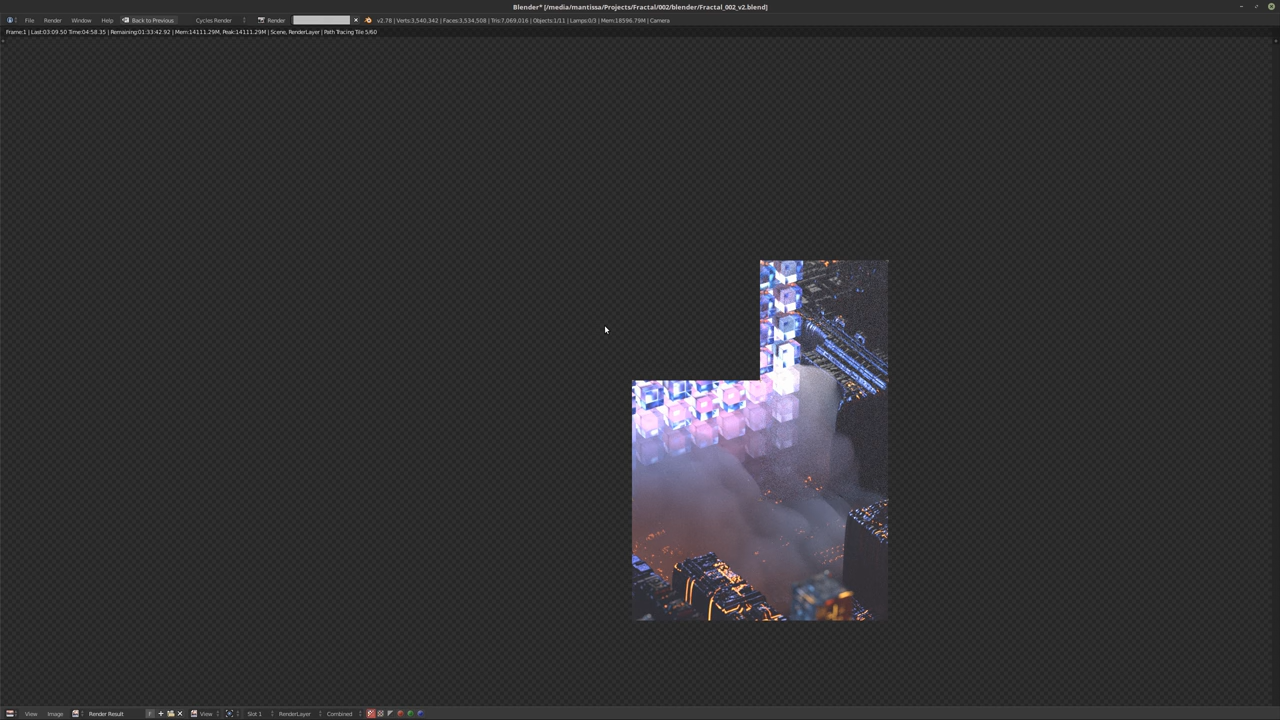 Blender* [/media/mantissa/Projects/Fractal/002/blender/Fractal_002_v2.blend]
File Render Window Help Back to Previous Cycles Render Render v2.78 | Verts:3,540,342 | Faces:3,534,508 | Tris:7,069,016 | Objects:1/11 | Lamps:0/3 | Mem:18596.79M | Camera
Frame:1 | Last:03:09.50 Time:04:58.35 | Remaining:01:33:42.92 | Mem:14111.29M, Peak:14111.29M | Scene, RenderLayer | Path Tracing Tile 5/60
View Image Render Result F View Slot 1 RenderLayer Combined